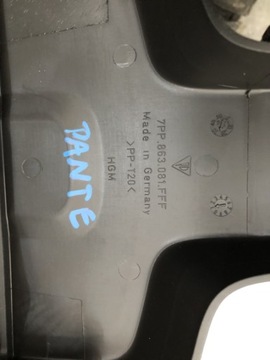 7PP.863.081.FFF
Made in Germany
>PP-T20<
HGM
PANTE